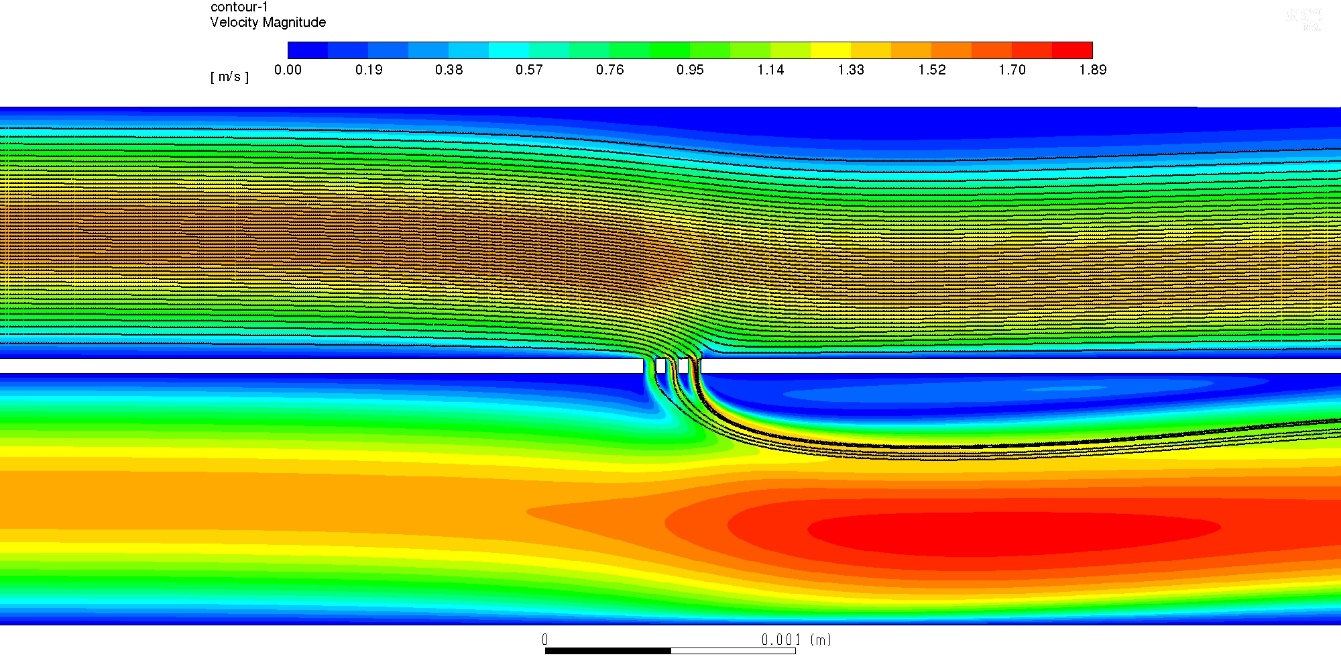 contour-1
Velocity Magnitude
[ m/s ] 0.00 0.19 0.38 0.57 0.76 0.95 1.14 1.33 1.52 1.70 1.89
0 0.001 (m)